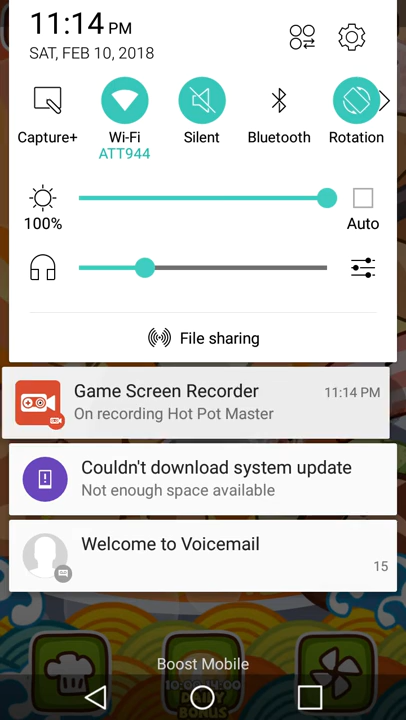 11:14 PM
SAT, FEB 10, 2018
Capture+
Wi-Fi
ATT944
Silent
Bluetooth
Rotation
100%
Auto
File sharing
Game Screen Recorder
11:14 PM
On recording Hot Pot Master
Couldn't download system update
Not enough space available
Welcome to Voicemail
15
Boost Mobile
DAILY
BONUS